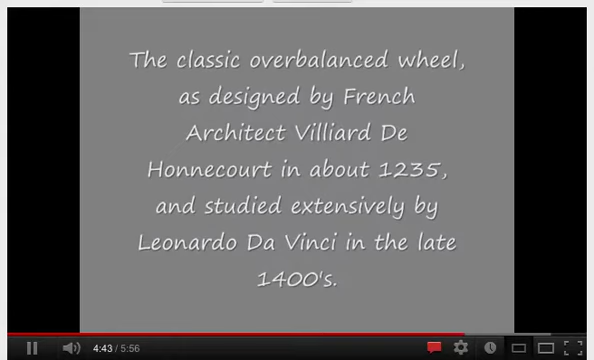 The classic overbalanced wheel,
as designed by French
Architect Villiard De
Honnecourt in about 1235,
and studied extensively by
Leonardo Da Vinci in the late
1400's.
4:43 / 5:56